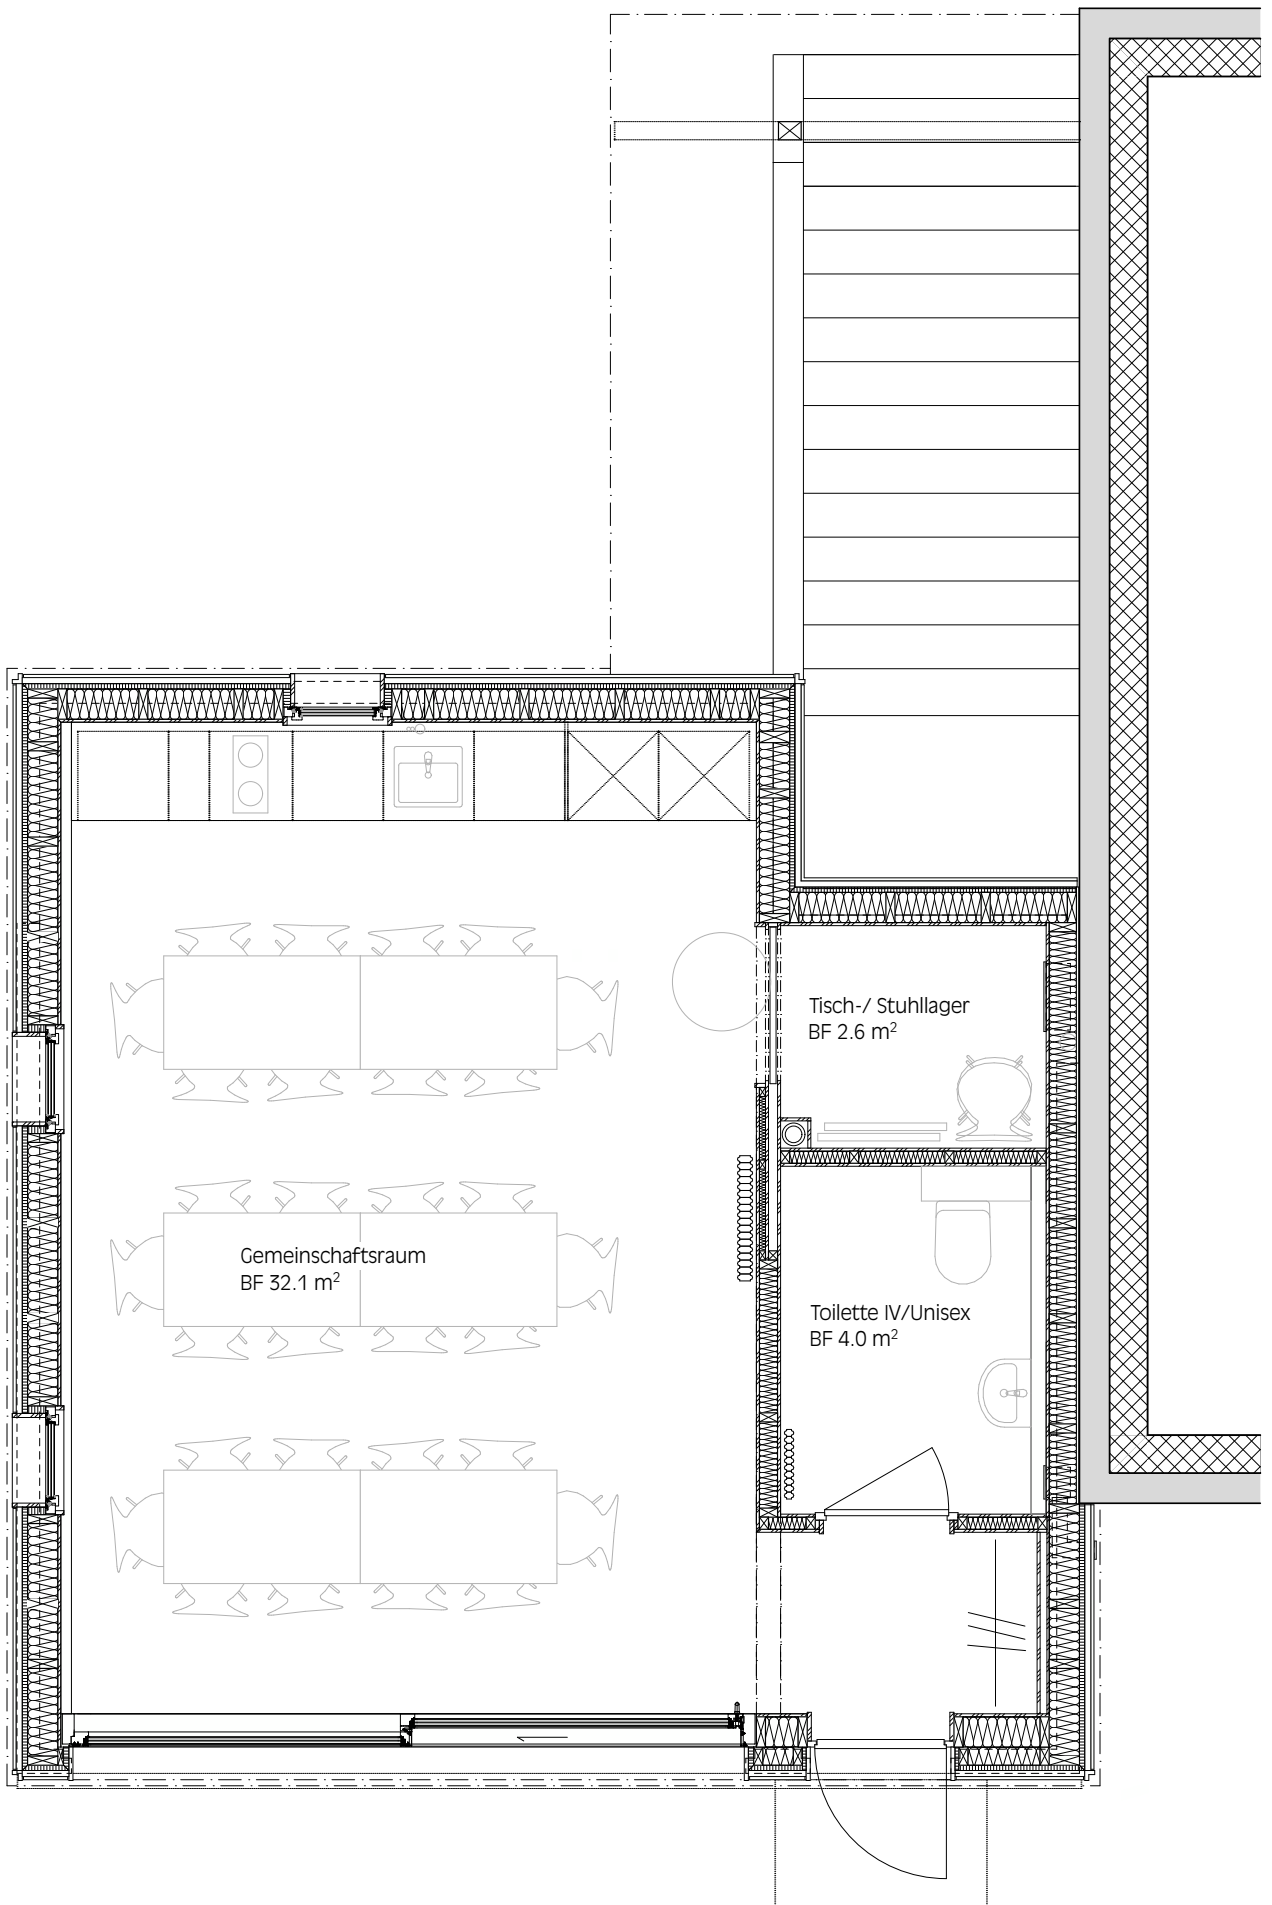 Tisch-/ Stuhllager
BF 2.6 m²
Gemeinschaftsraum
BF 32.1 m²
Toilette IV/Unisex
BF 4.0 m²